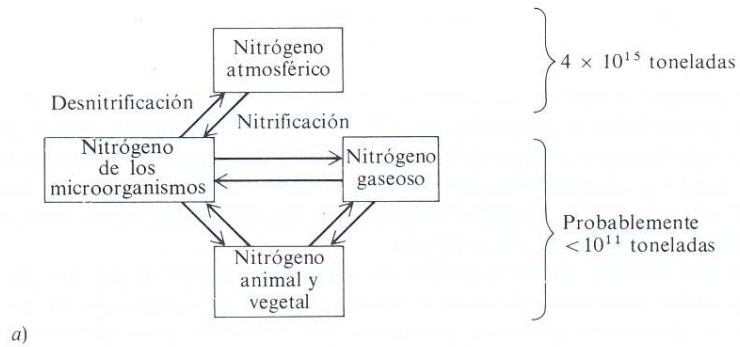 Nitrógeno
atmosférico
4 × 10¹⁵ toneladas
Desnitrificación
Nitrificación
Nitrógeno
de los
microorganismos
Nitrógeno
gaseoso
Probablemente
< 10¹¹ toneladas
Nitrógeno
animal y
vegetal
a)